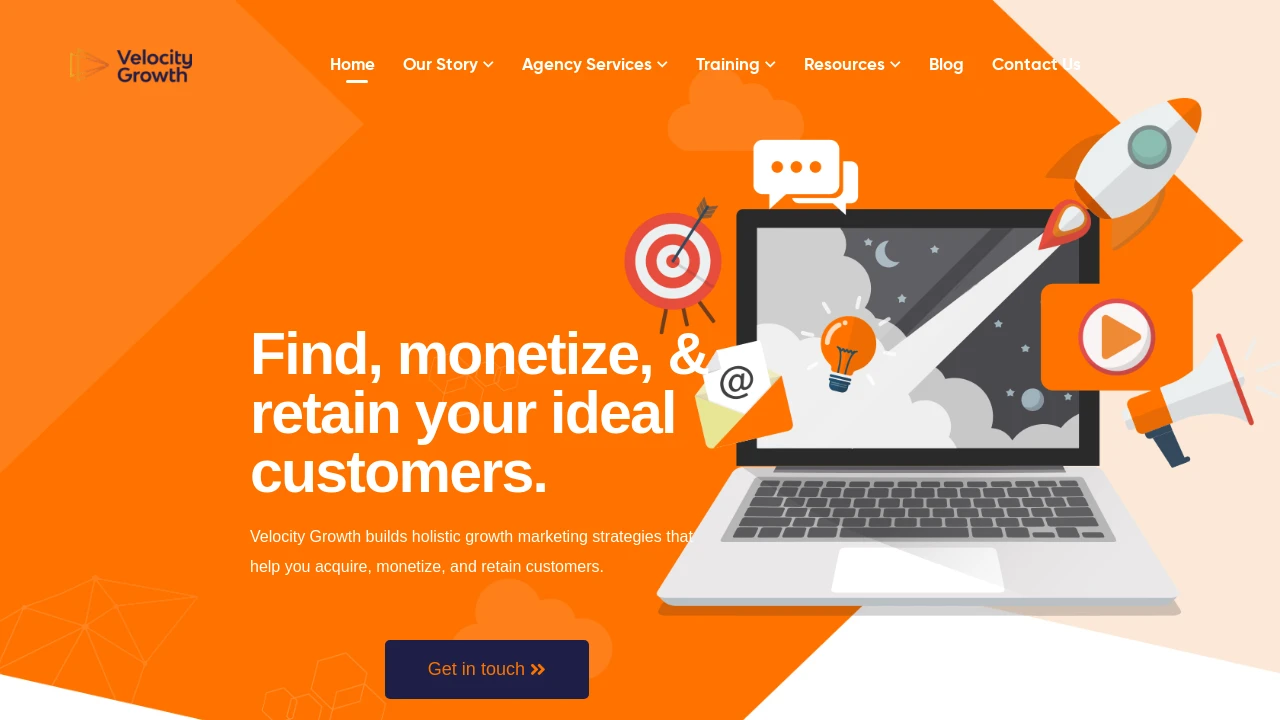 Velocity
Growth
Home
Our Story
Agency Services
Training
Resources
Blog
Contact Us
Find, monetize, &
retain your ideal
customers.
@
Velocity Growth builds holistic growth marketing strategies that
help you acquire, monetize, and retain customers.
Get in touch